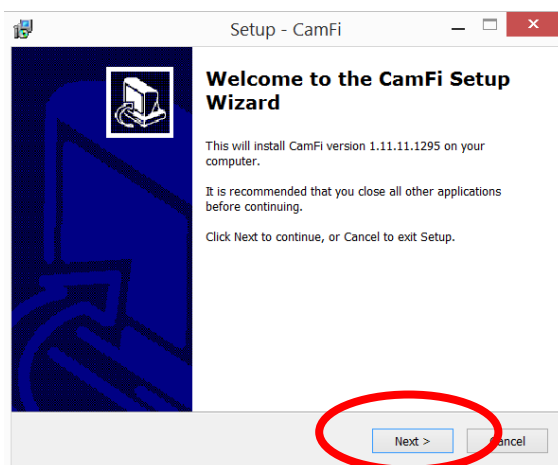 Setup - CamFi
Welcome to the CamFi Setup
Wizard
This will install CamFi version 1.11.11.1295 on your
computer.
It is recommended that you close all other applications
before continuing.
Click Next to continue, or Cancel to exit Setup.
Next >
Cancel